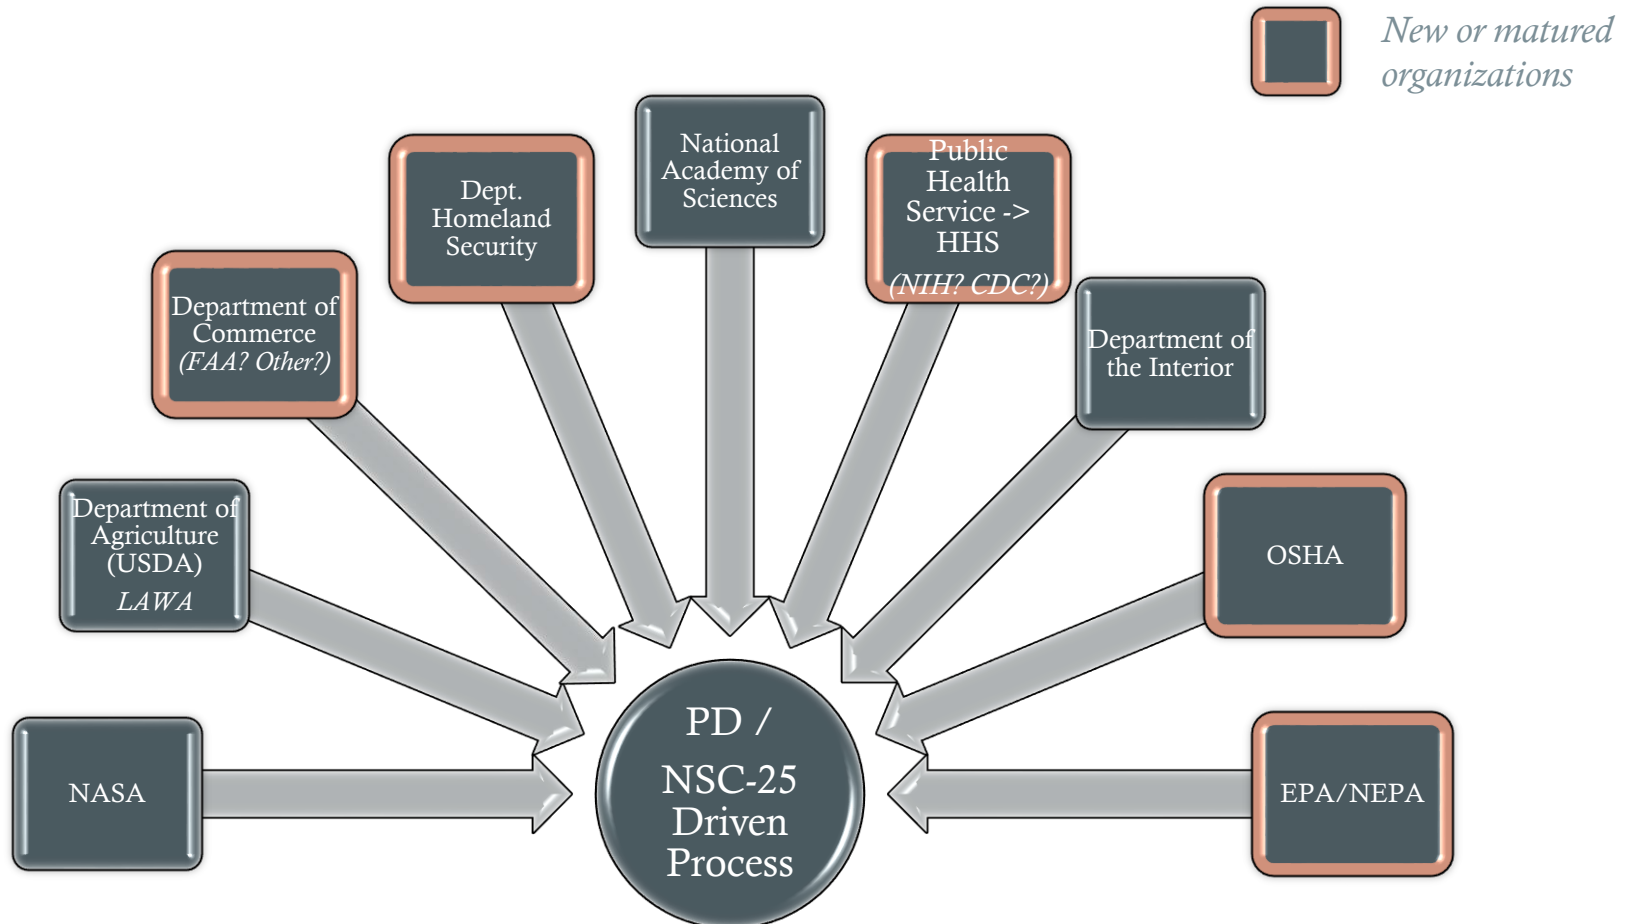 New or matured
organizations
National
Academy of
Sciences
Public
Health
Service ->
HHS
(NIH? CDC?)
Dept.
Homeland
Security
Department of
Commerce
(FAA? Other?)
Department of
the Interior
Department of
Agriculture
(USDA)
LAWA
OSHA
NASA
PD /
NSC-25
Driven
Process
EPA/NEPA